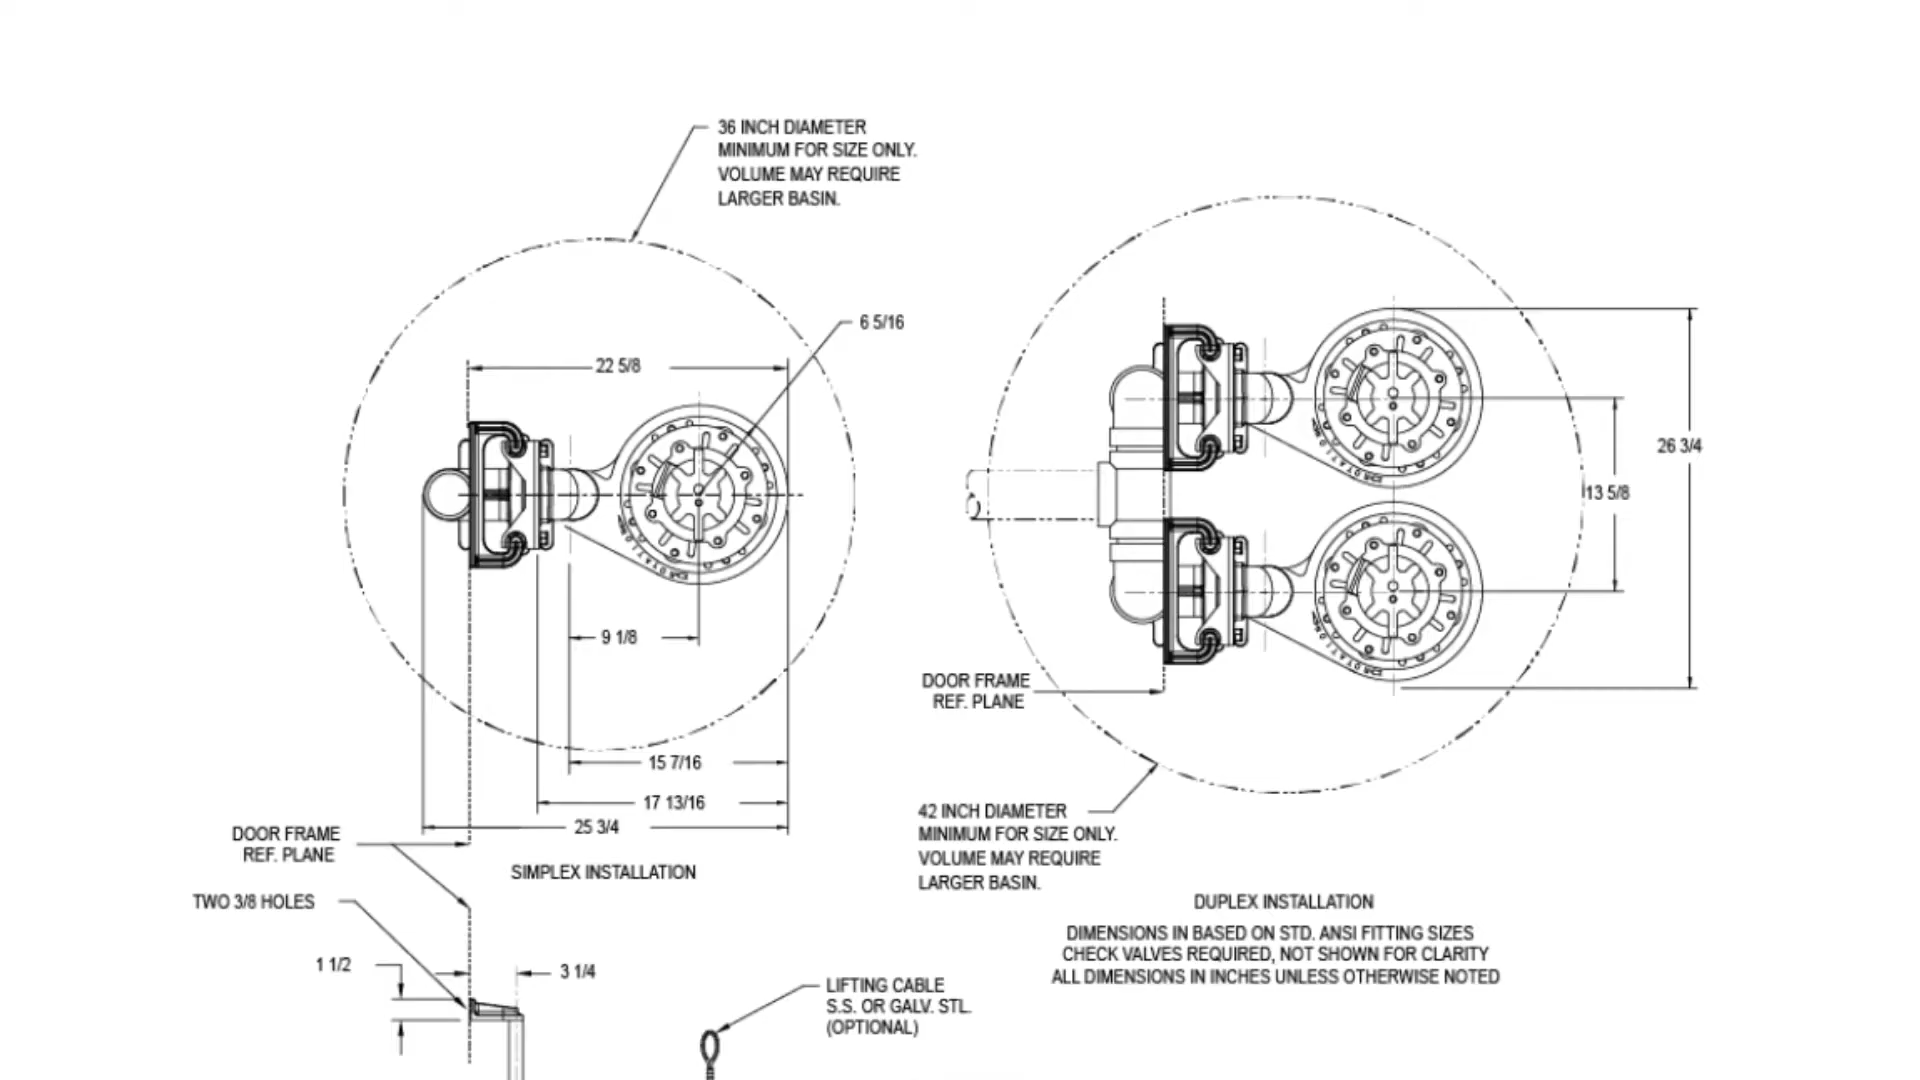 36 INCH DIAMETER
MINIMUM FOR SIZE ONLY.
VOLUME MAY REQUIRE
LARGER BASIN.
6 5/16
22 5/8
9 1/8
15 7/16
17 13/16
25 3/4
DOOR FRAME
REF. PLANE
SIMPLEX INSTALLATION
TWO 3/8 HOLES
1 1/2
3 1/4
LIFTING CABLE
S.S. OR GALV. STL.
(OPTIONAL)
26 3/4
13 5/8
DOOR FRAME
REF. PLANE
42 INCH DIAMETER
MINIMUM FOR SIZE ONLY.
VOLUME MAY REQUIRE
LARGER BASIN.
DUPLEX INSTALLATION
DIMENSIONS IN BASED ON STD. ANSI FITTING SIZES
CHECK VALVES REQUIRED, NOT SHOWN FOR CLARITY
ALL DIMENSIONS IN INCHES UNLESS OTHERWISE NOTED